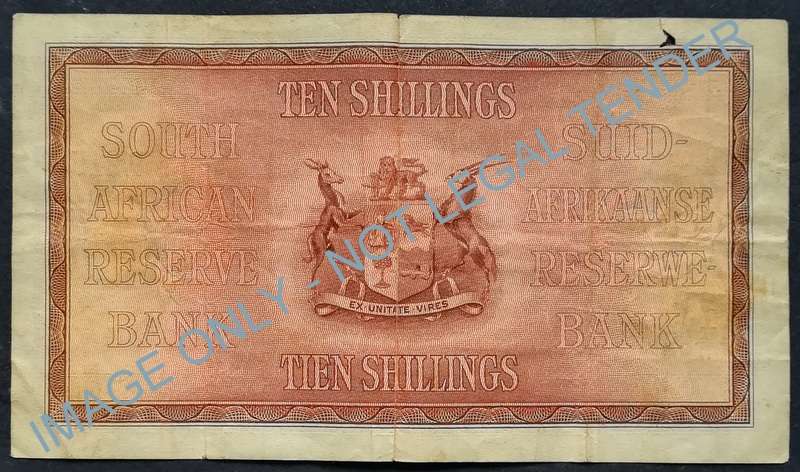 TEN SHILLINGS
SOUTH
AFRICAN
RESERVE
BANK
SUID-
AFRIKAANSE
RESERWE-
BANK
EX UNITATE VIRES
TIEN SHILLINGS
IMAGE ONLY - NOT LEGAL TENDER